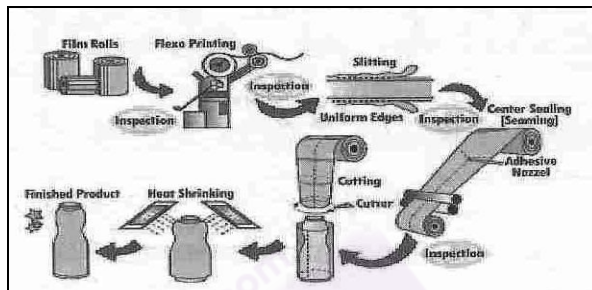 Film Rolls
Flexo Printing
Inspection
Inspection
Slitting
Uniform Edges
Inspection
Center Sealing
[Seaming]
Adhesive
Nozzel
Inspection
Cutting
Cutter
Heat Shrinking
Finished Product